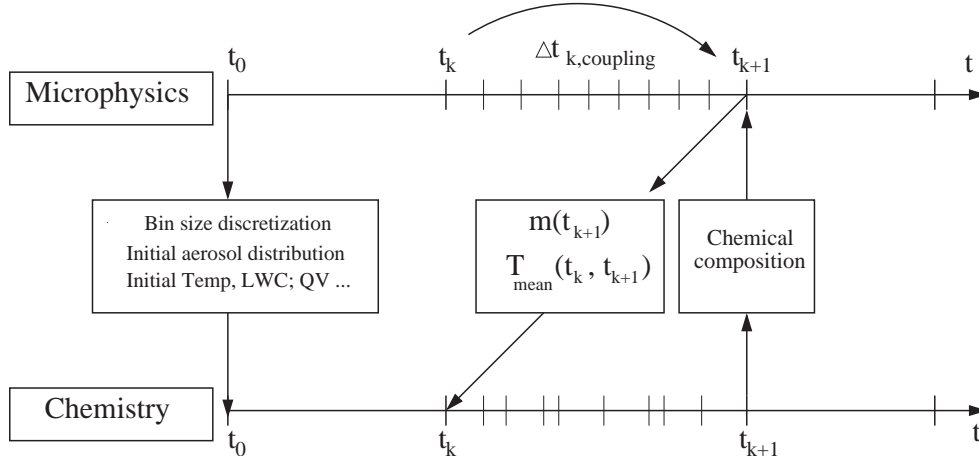 Δt k,coupling
t0 tk tk+1 t
Microphysics
Bin size discretization
Initial aerosol distribution
Initial Temp, LWC; QV ...
m(tk+1)
Tmean(tk, tk+1)
Chemical
composition
Chemistry
t0 tk tk+1 t